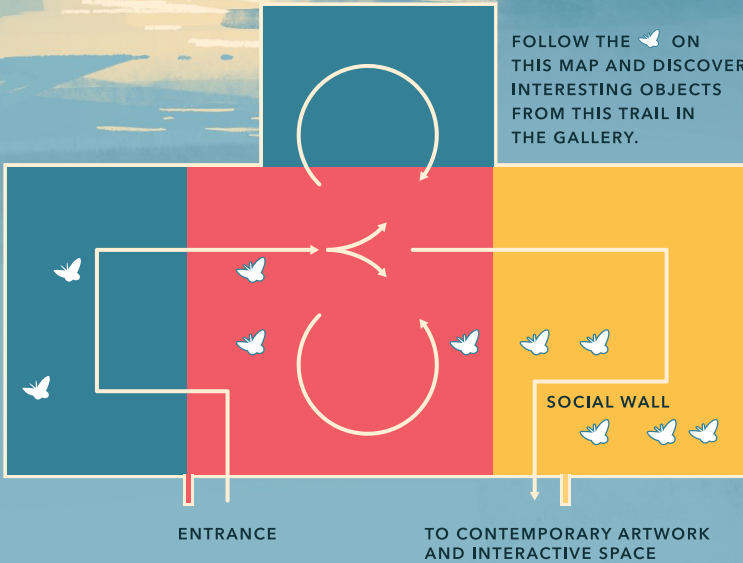 FOLLOW THE ON
THIS MAP AND DISCOVER
INTERESTING OBJECTS
FROM THIS TRAIL IN
THE GALLERY.
SOCIAL WALL
ENTRANCE
TO CONTEMPORARY ARTWORK
AND INTERACTIVE SPACE